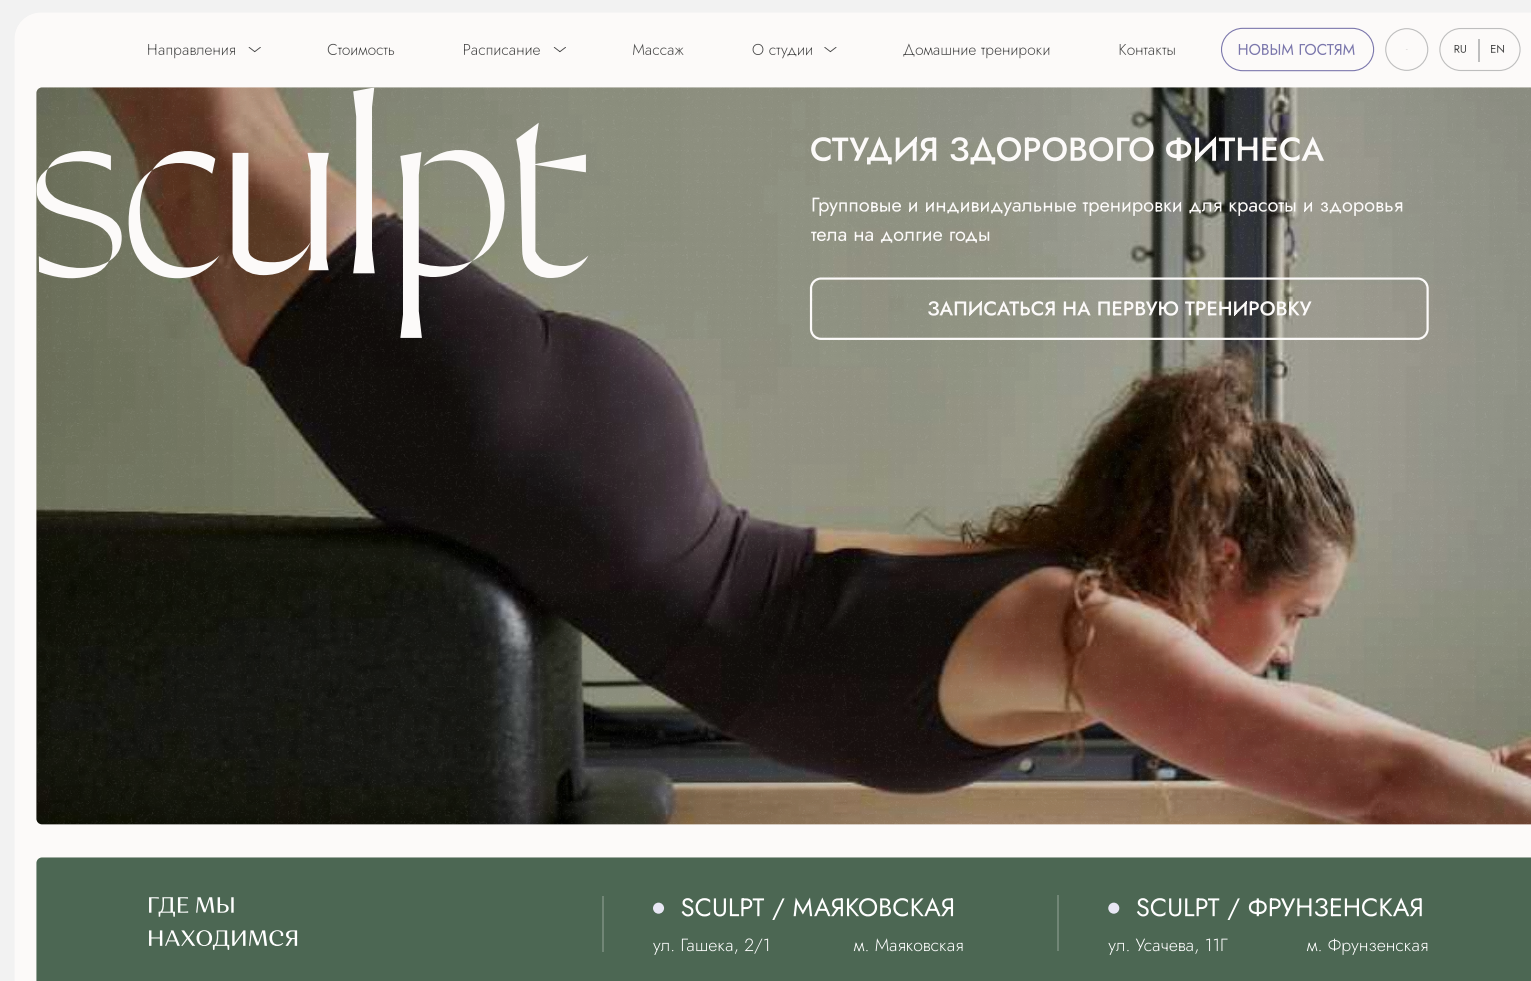 Направления
Стоимость
Расписание
Массаж
О студии
Домашние тренироки
Контакты
НОВЫМ ГОСТЯМ
RU
EN
sculpt
СТУДИЯ ЗДОРОВОГО ФИТНЕСА
Групповые и индивидуальные тренировки для красоты и здоровья
тела на долгие годы
ЗАПИСАТЬСЯ НА ПЕРВУЮ ТРЕНИРОВКУ
ГДЕ МЫ
НАХОДИМСЯ
SCULPT / МАЯКОВСКАЯ
ул. Гашека, 2/1
м. Маяковская
SCULPT / ФРУНЗЕНСКАЯ
ул. Усачева, 11Г
м. Фрунзенская